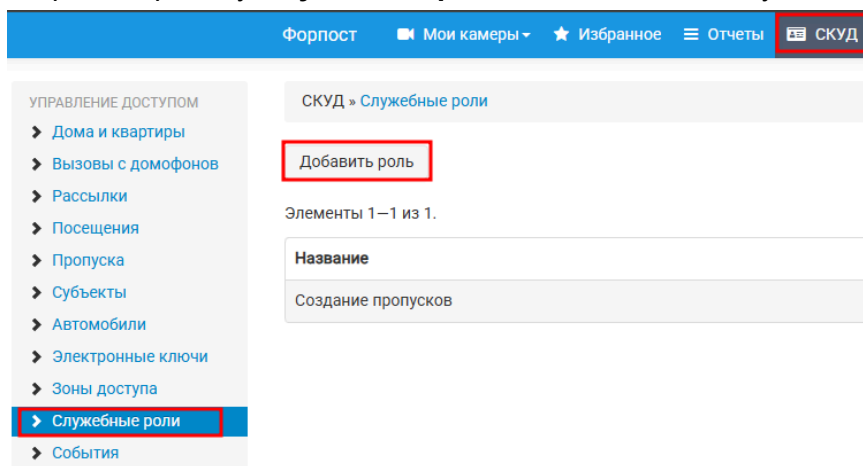 Форпост Мои камеры Избранное Отчеты СКУД
УПРАВЛЕНИЕ ДОСТУПОМ
Дома и квартиры
Вызовы с домофонов
Рассылки
Посещения
Пропуска
Субъекты
Автомобили
Электронные ключи
Зоны доступа
Служебные роли
События
СКУД » Служебные роли
Добавить роль
Элементы 1—1 из 1.
Название
Создание пропусков